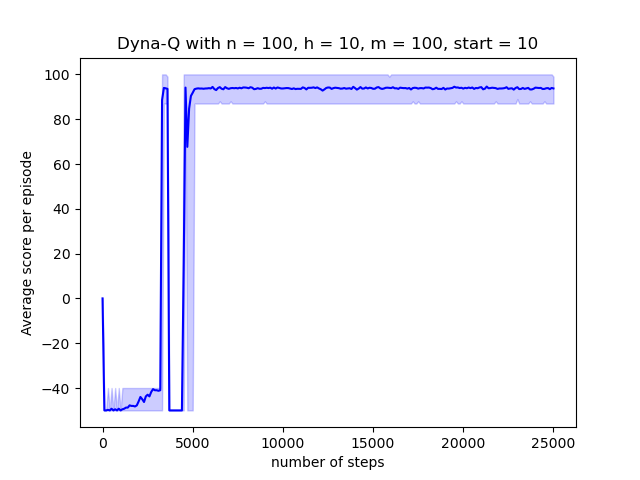 Dyna-Q with n = 100, h = 10, m = 100, start = 10
100
80
60
40
20
0
−20
−40
Average score per episode
0 5000 10000 15000 20000 25000
number of steps